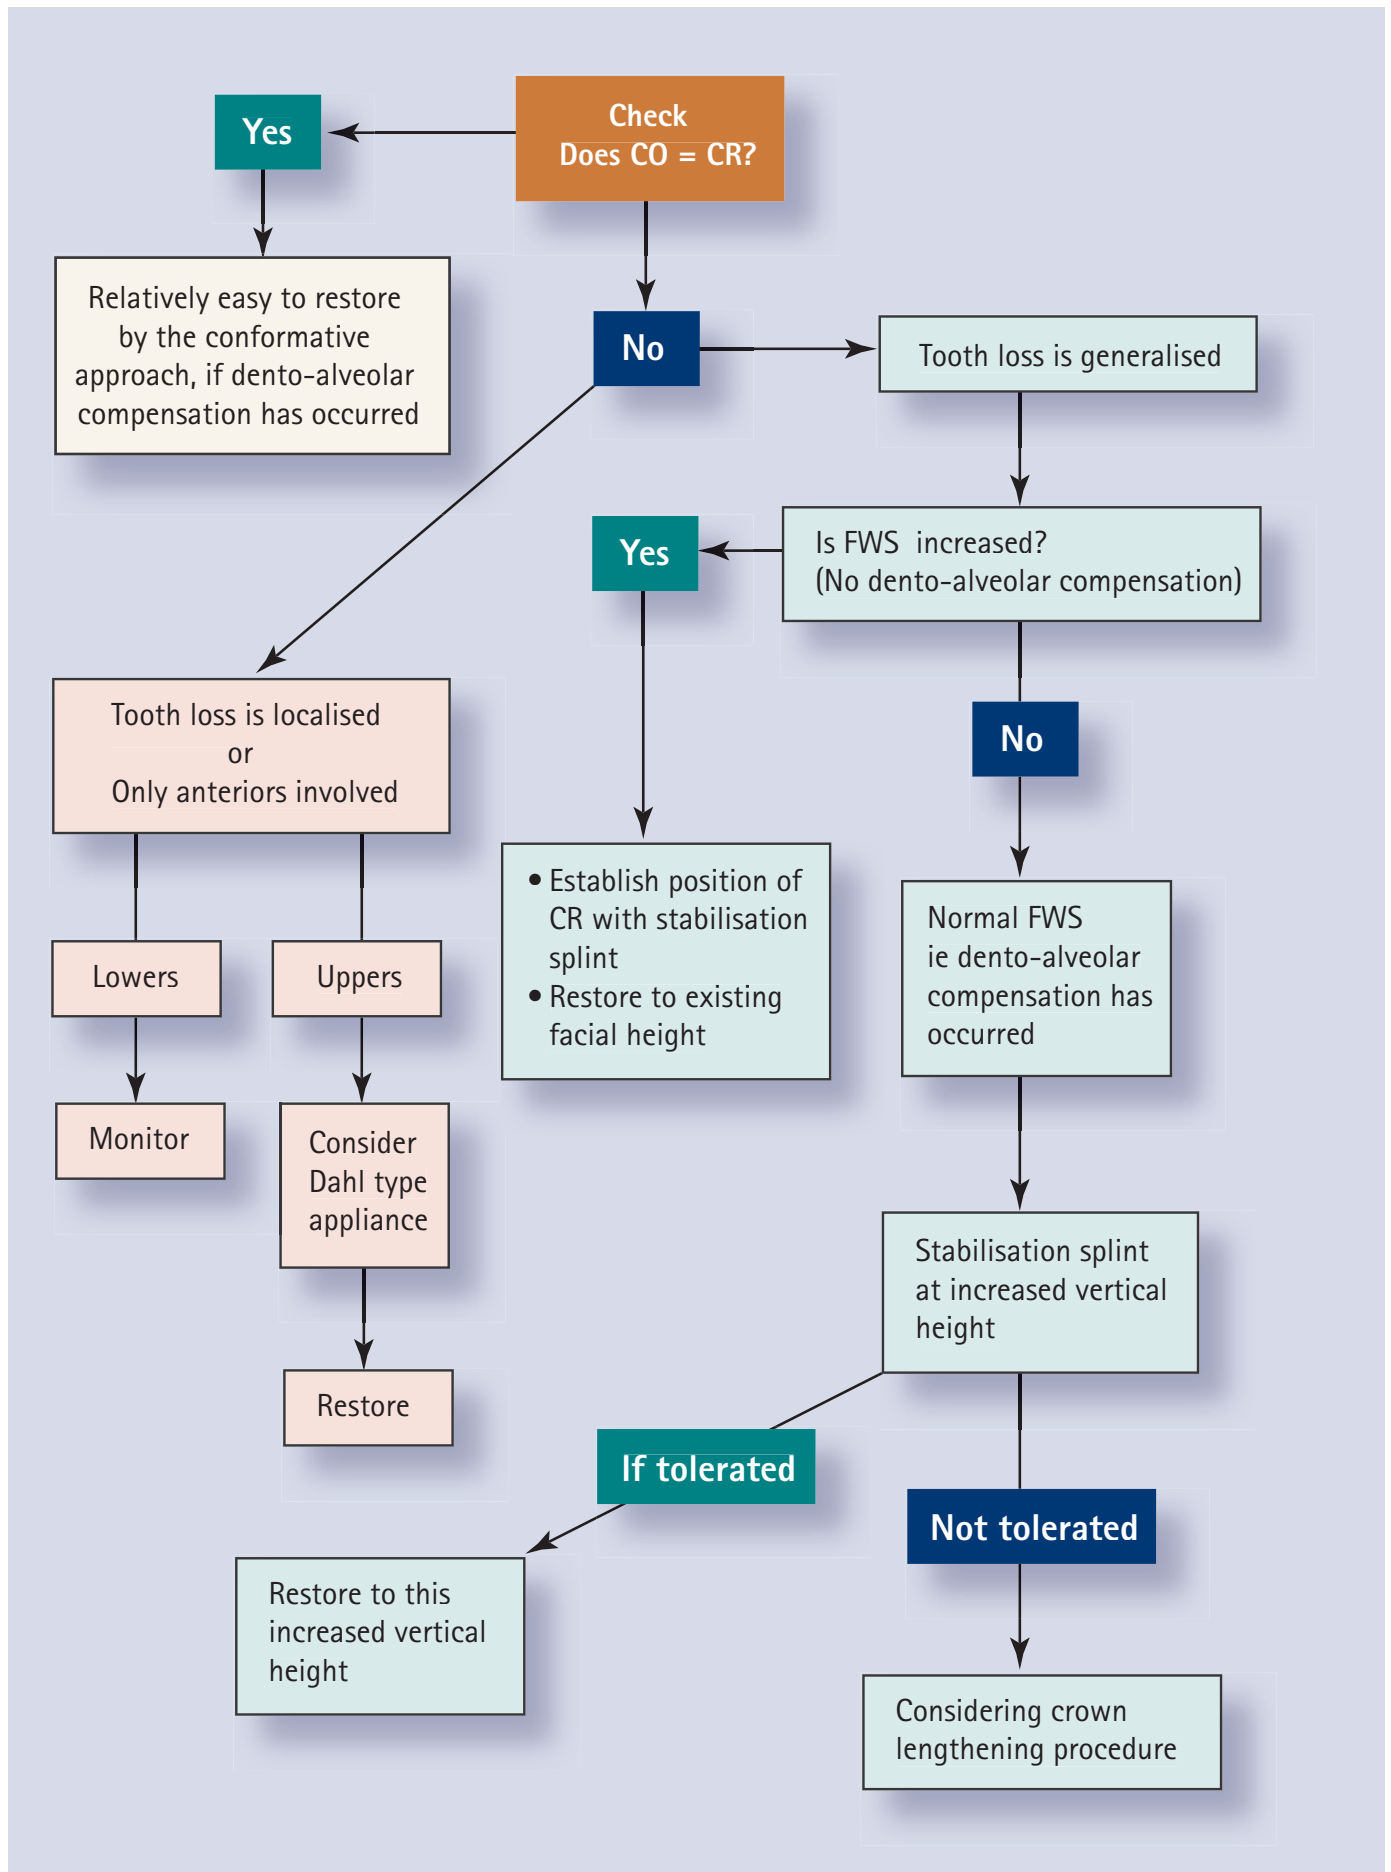 Check
Does CO = CR?
Yes
Relatively easy to restore
by the conformative
approach, if dento-alveolar
compensation has occurred
No
Tooth loss is generalised
Is FWS increased?
(No dento-alveolar compensation)
Yes
No
Tooth loss is localised
or
Only anteriors involved
• Establish position of
CR with stabilisation
splint
• Restore to existing
facial height
Normal FWS
ie dento-alveolar
compensation has
occurred
Lowers
Uppers
Monitor
Consider
Dahl type
appliance
Restore
Stabilisation splint
at increased vertical
height
If tolerated
Not tolerated
Restore to this
increased vertical
height
Considering crown
lengthening procedure